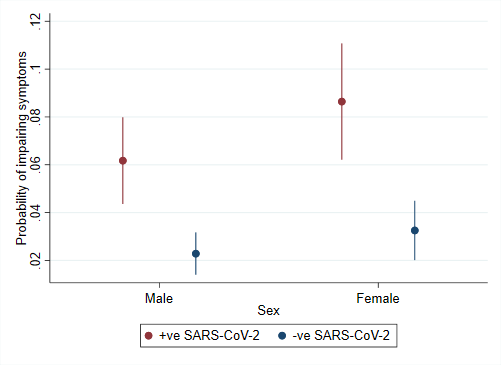 Probability of impairing symptoms
.12
.1
.08
.06
.04
.02
Male
Female
Sex
+ve SARS-CoV-2
-ve SARS-CoV-2